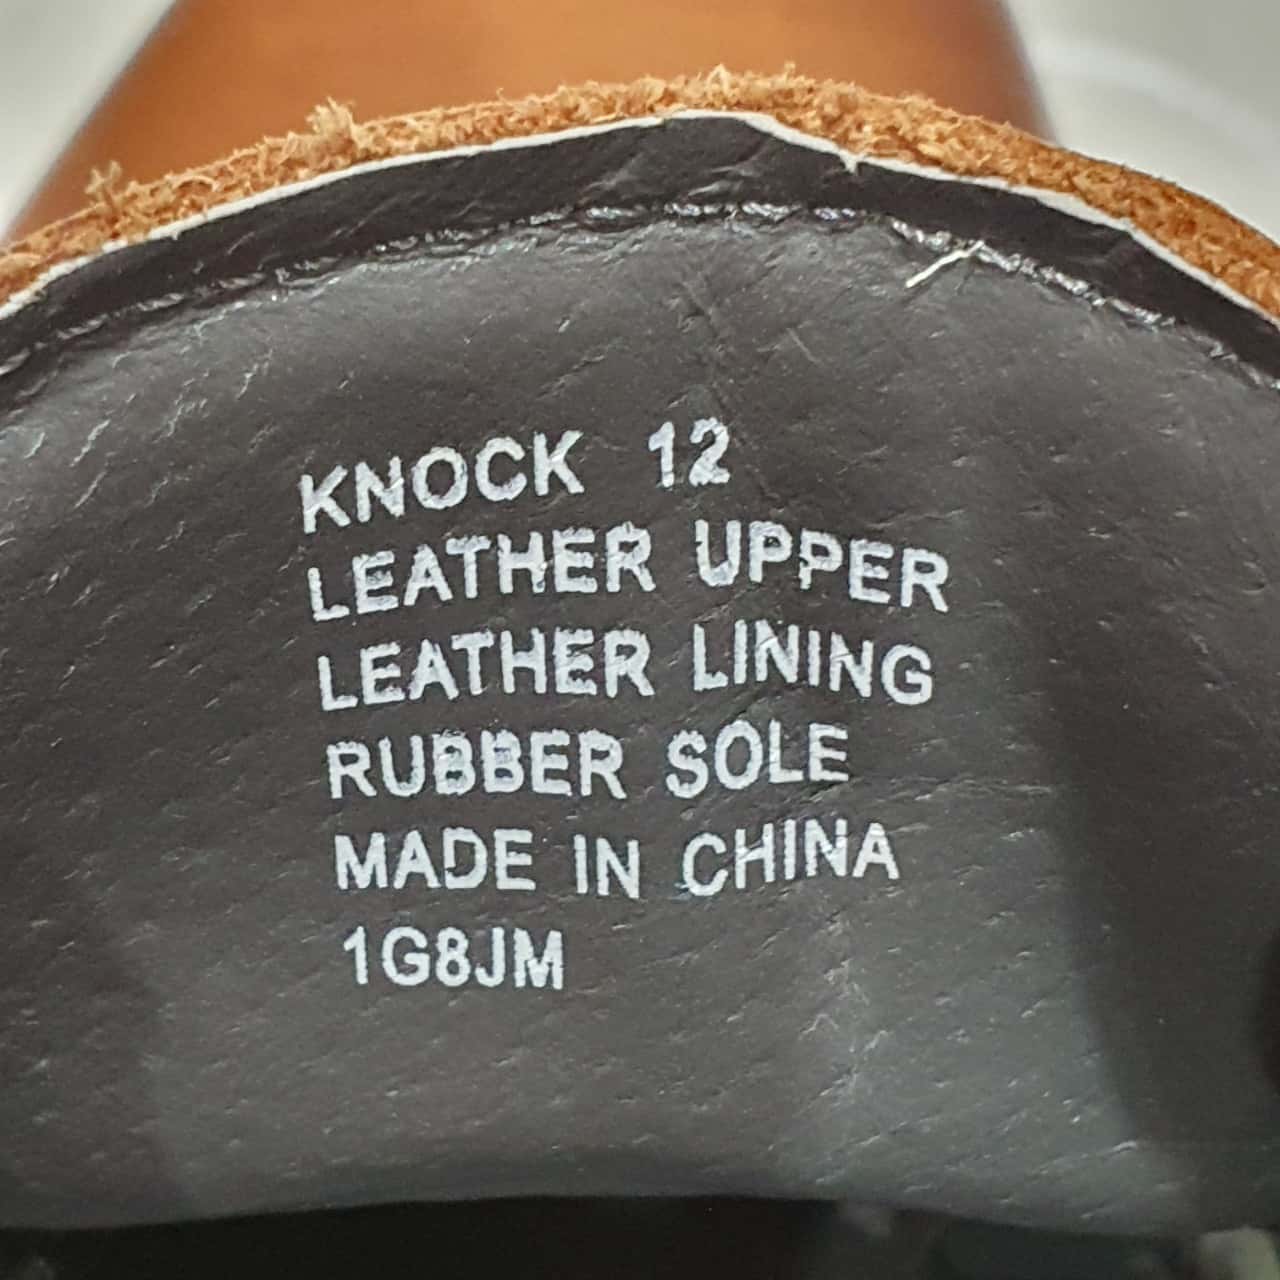 KNOCK 12
LEATHER UPPER
LEATHER LINING
RUBBER SOLE
MADE IN CHINA
1G8JM